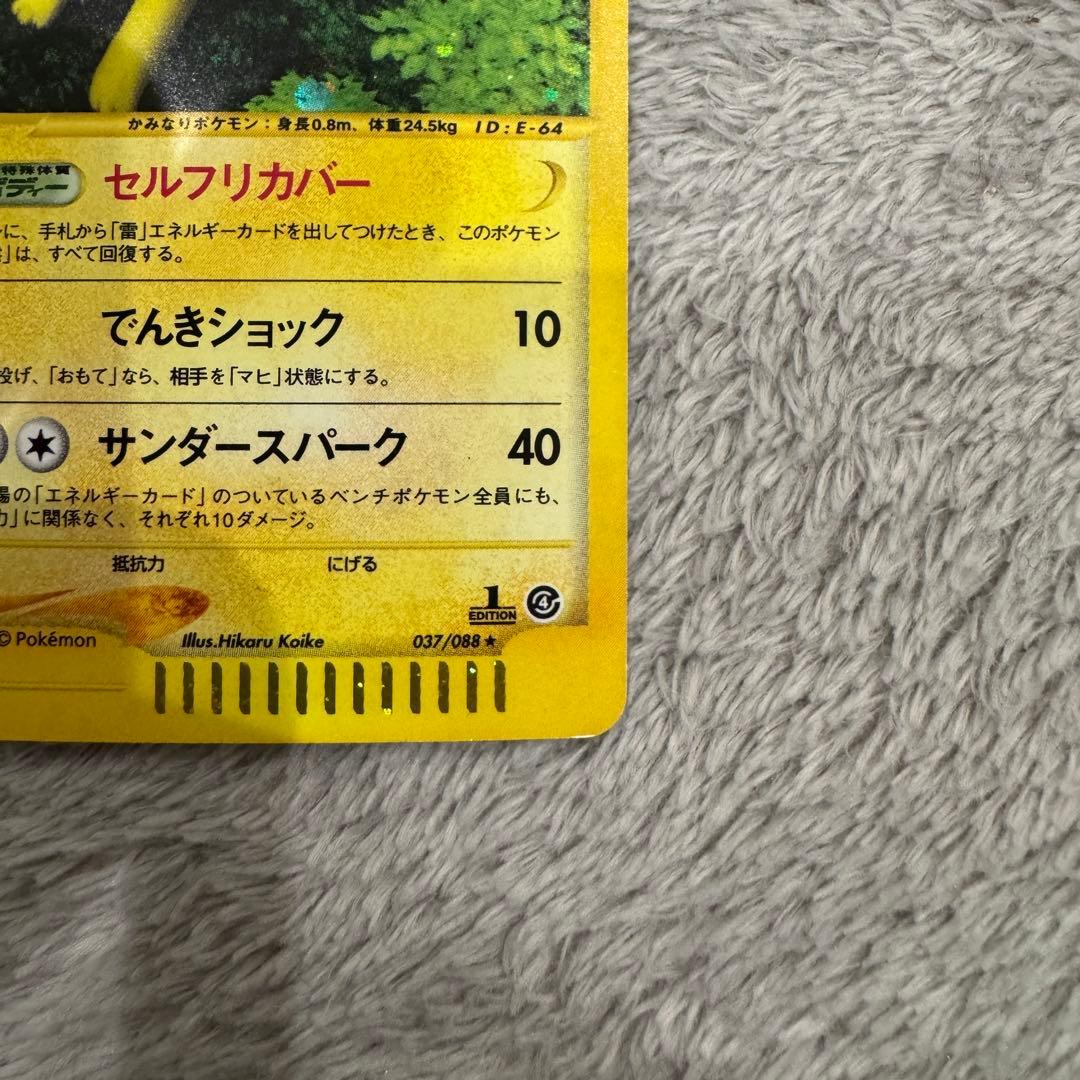 かみなりポケモン：身長0.8m、体重24.5kg ID:E-64
特殊体質
ボディー セルフリカバー
に、手札から「雷」エネルギーカードを出してつけたとき、このポケモン
」は、すべて回復する。
でんきショック 10
投げ、「おもて」なら、相手を「マヒ」状態にする。
サンダースパーク 40
場の「エネルギーカード」のついているベンチポケモン全員にも、
力」に関係なく、それぞれ10ダメージ。
抵抗力 にげる
1
EDITION 4
© Pokémon Illus.Hikaru Koike 037/088★